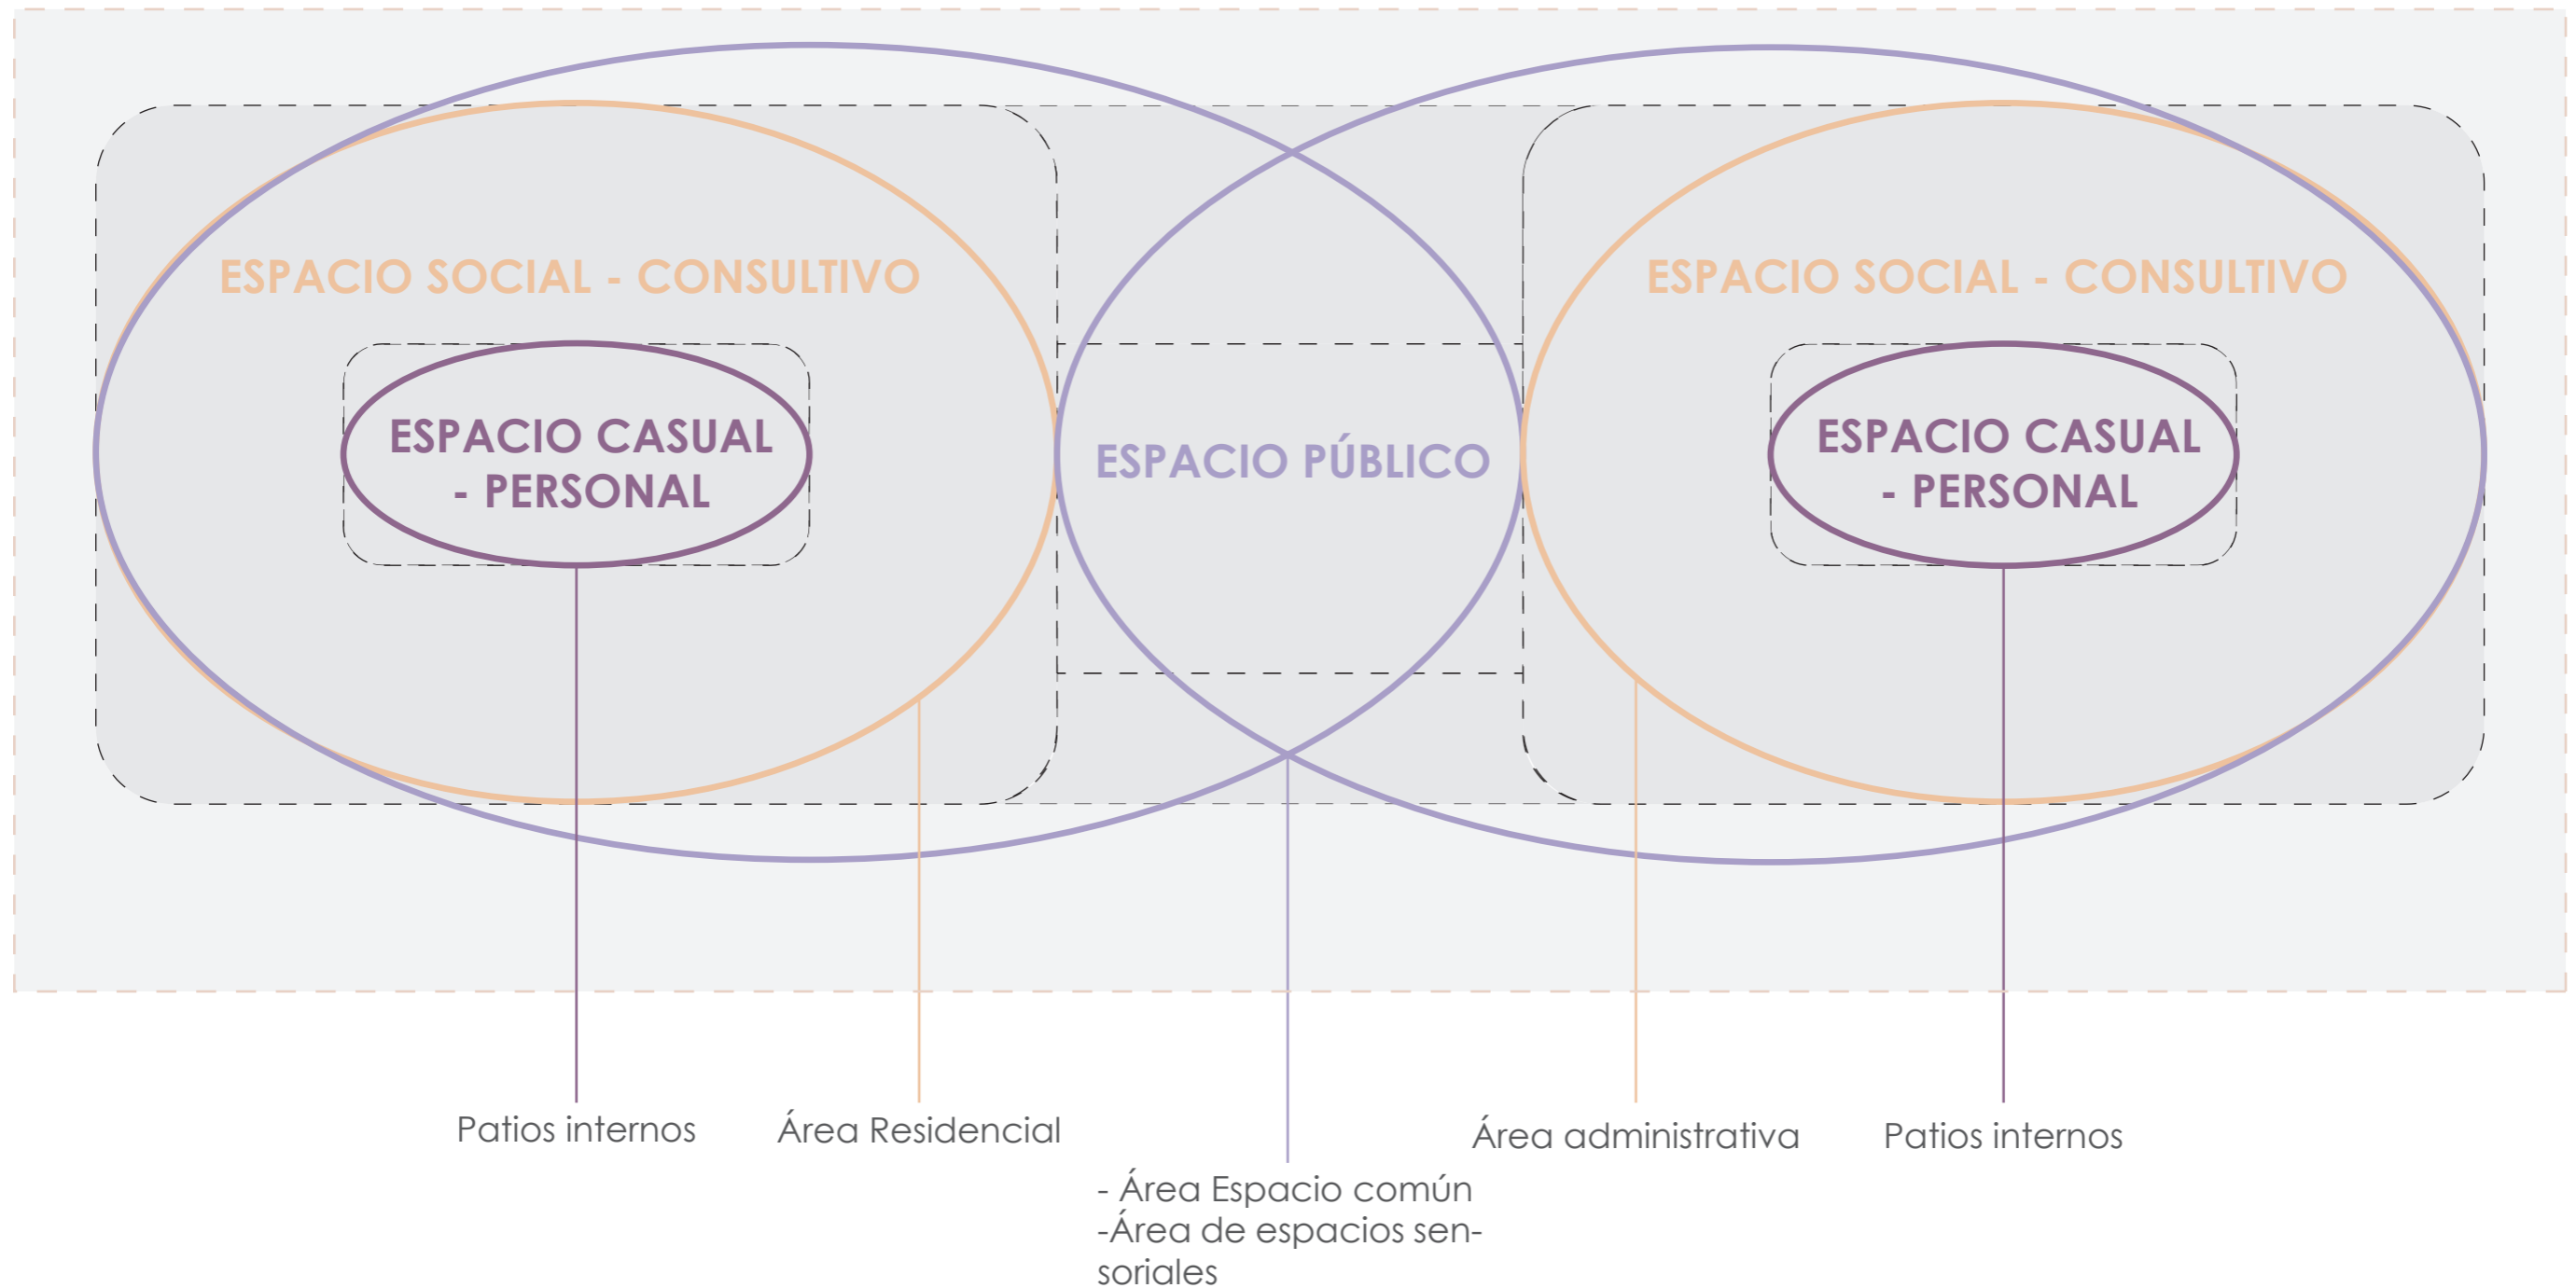 ESPACIO SOCIAL - CONSULTIVO
ESPACIO SOCIAL - CONSULTIVO
ESPACIO CASUAL
- PERSONAL
ESPACIO PÚBLICO
ESPACIO CASUAL
- PERSONAL
Patios internos
Área Residencial
- Área Espacio común
-Área de espacios sen-
soriales
Área administrativa
Patios internos